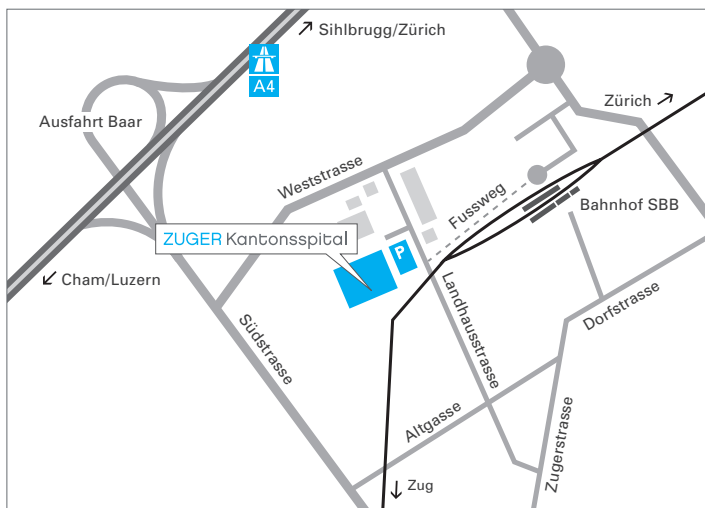 Sihlbrugg/Zürich
A4
Zürich
Ausfahrt Baar
Weststrasse
Fussweg
Bahnhof SBB
ZUGER Kantonsspital
P
Cham/Luzern
Landhausstrasse
Dorfstrasse
Südstrasse
Altgasse
Zugerstrasse
Zug